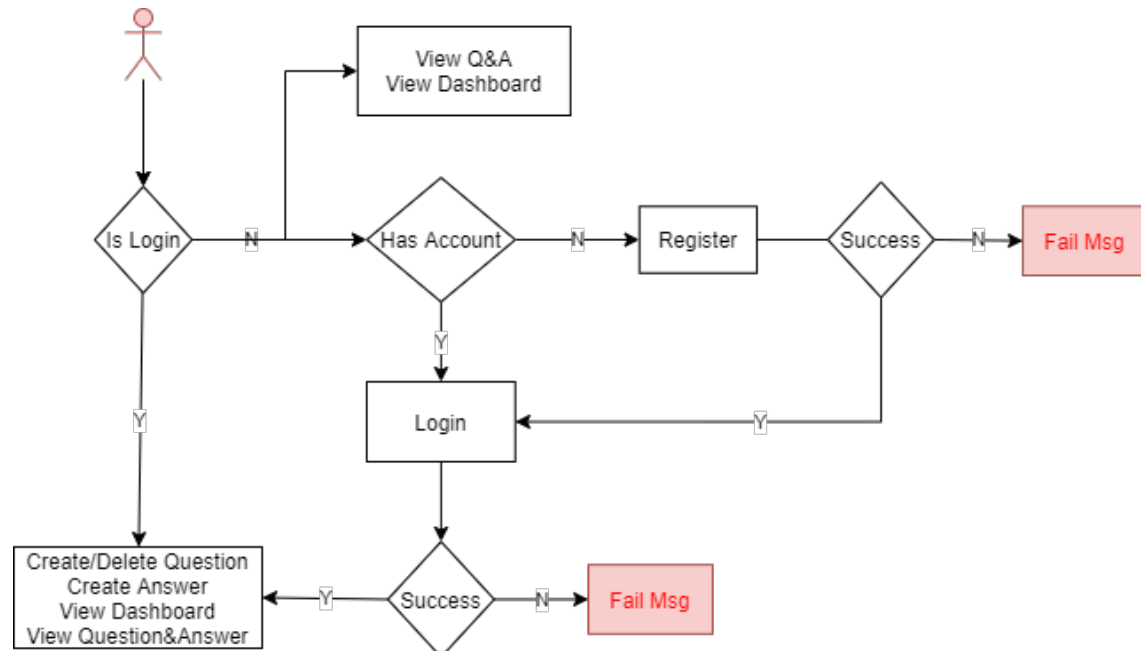 View Q&A
View Dashboard
Is Login
N
Has Account
N
Register
Success
N
Fail Msg
Y
Login
Y
Y
Create/Delete Question
Create Answer
View Dashboard
View Question&Answer
Y
Success
N
Fail Msg